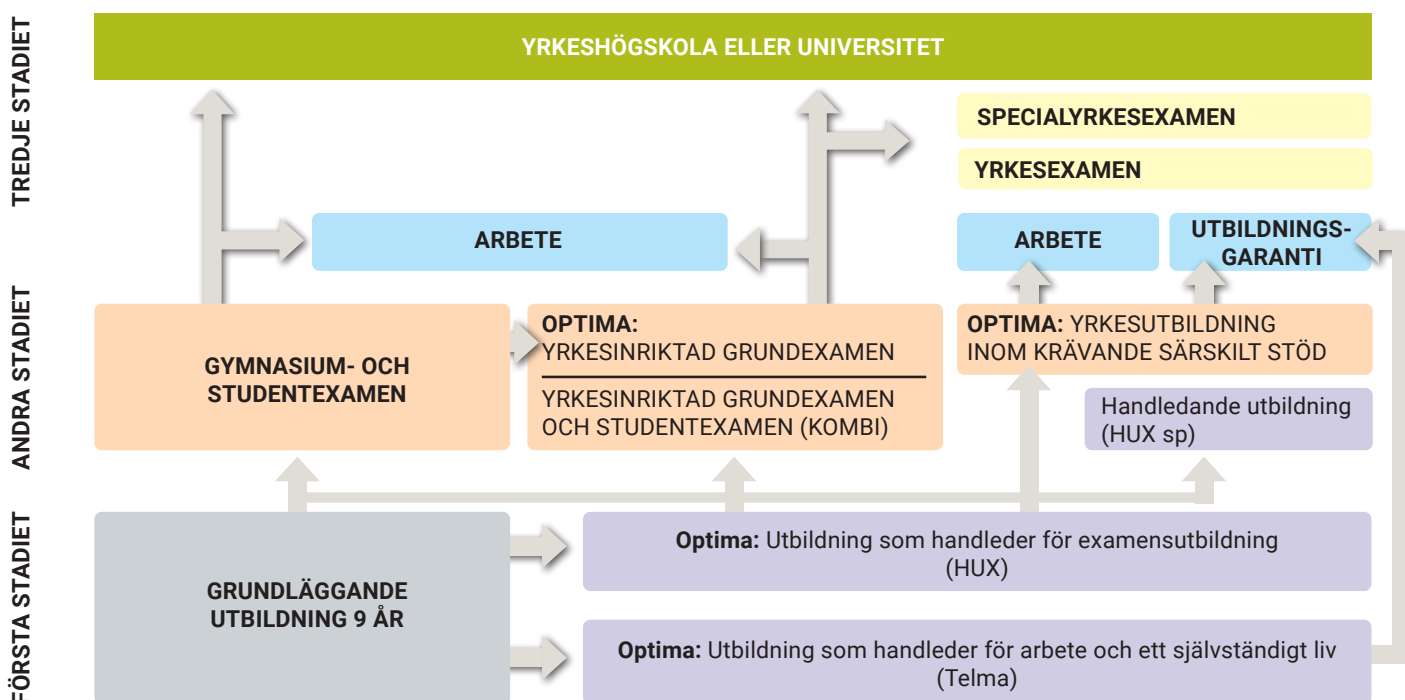 TREDJE STADIET
YRKESHÖGSKOLA ELLER UNIVERSITET
SPECIALYRKESEXAMEN
YRKESEXAMEN
ARBETE
ARBETE
UTBILDNINGS-
GARANTI
ANDRA STADIET
GYMNASIUM- OCH
STUDENTEXAMEN
OPTIMA:
YRKESINRIKTAD GRUNDEXAMEN
YRKESINRIKTAD GRUNDEXAMEN
OCH STUDENTEXAMEN (KOMBI)
OPTIMA: YRKESUTBILDNING
INOM KRÄVANDE SÄRSKILT STÖD
Handledande utbildning
(HUX sp)
FÖRSTA STADIET
GRUNDLÄGGANDE
UTBILDNING 9 ÅR
Optima: Utbildning som handleder för examensutbildning
(HUX)
Optima: Utbildning som handleder för arbete och ett självständigt liv
(Telma)